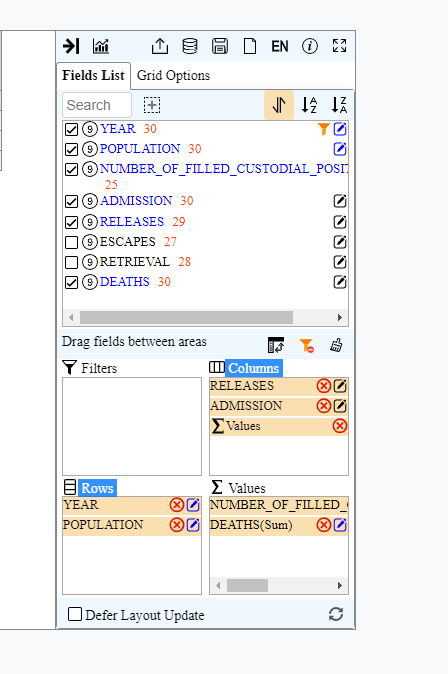 EN
Fields List Grid Options
Search
9 YEAR 30
9 POPULATION 30
9 NUMBER_OF_FILLED_CUSTODIAL_POSIT
25
9 ADMISSION 30
9 RELEASES 29
9 ESCAPES 27
9 RETRIEVAL 28
9 DEATHS 30
Drag fields between areas
Filters
Columns
RELEASES
ADMISSION
Σ Values
Rows
YEAR
POPULATION
Σ Values
NUMBER_OF_FILLED_
DEATHS(Sum)
Defer Layout Update